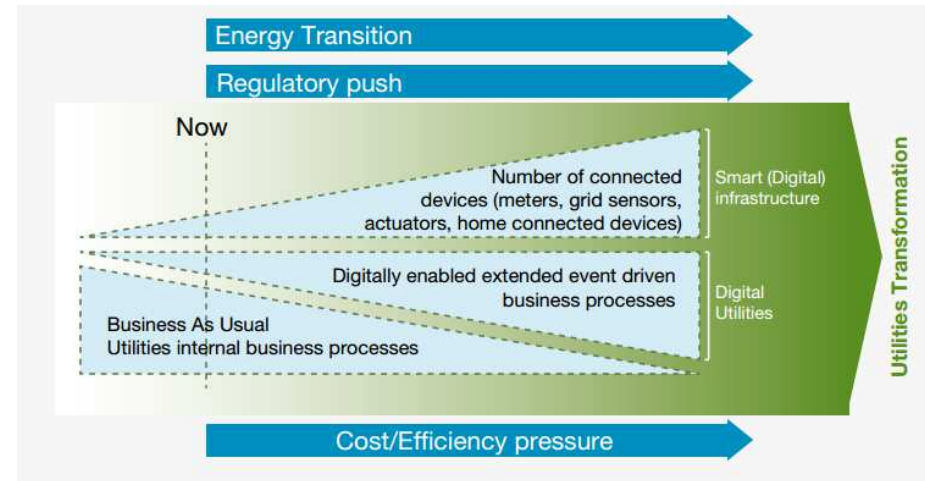 Energy Transition
Regulatory push
Now
Number of connected
devices (meters, grid sensors,
actuators, home connected devices)
Smart (Digital)
infrastructure
Digitally enabled extended event driven
business processes
Digital
Utilities
Business As Usual
Utilities internal business processes
Utilities Transformation
Cost/Efficiency pressure